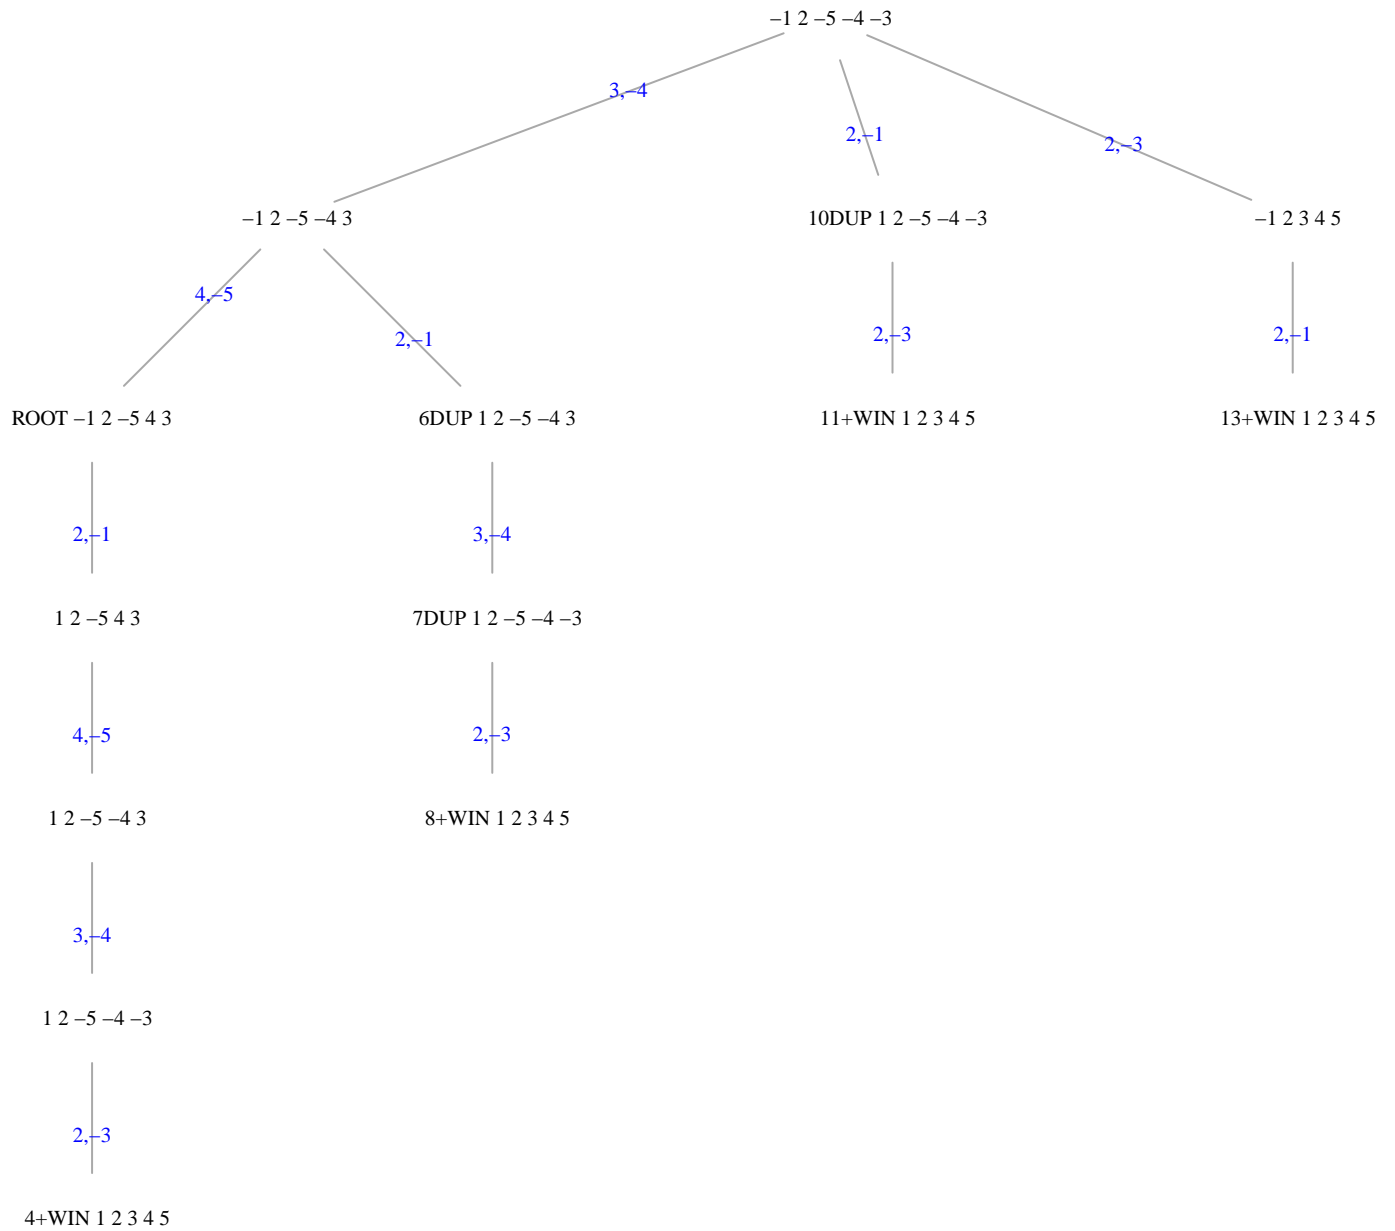 –1 2 –5 –4 –3
3,–4
2,–1
2,–3
–1 2 –5 –4 3
10DUP 1 2 –5 –4 –3
–1 2 3 4 5
4,–5
2,–1
2,–3
2,–1
ROOT –1 2 –5 4 3
6DUP 1 2 –5 –4 3
11+WIN 1 2 3 4 5
13+WIN 1 2 3 4 5
2,–1
3,–4
1 2 –5 4 3
7DUP 1 2 –5 –4 –3
4,–5
2,–3
1 2 –5 –4 3
8+WIN 1 2 3 4 5
3,–4
1 2 –5 –4 –3
2,–3
4+WIN 1 2 3 4 5